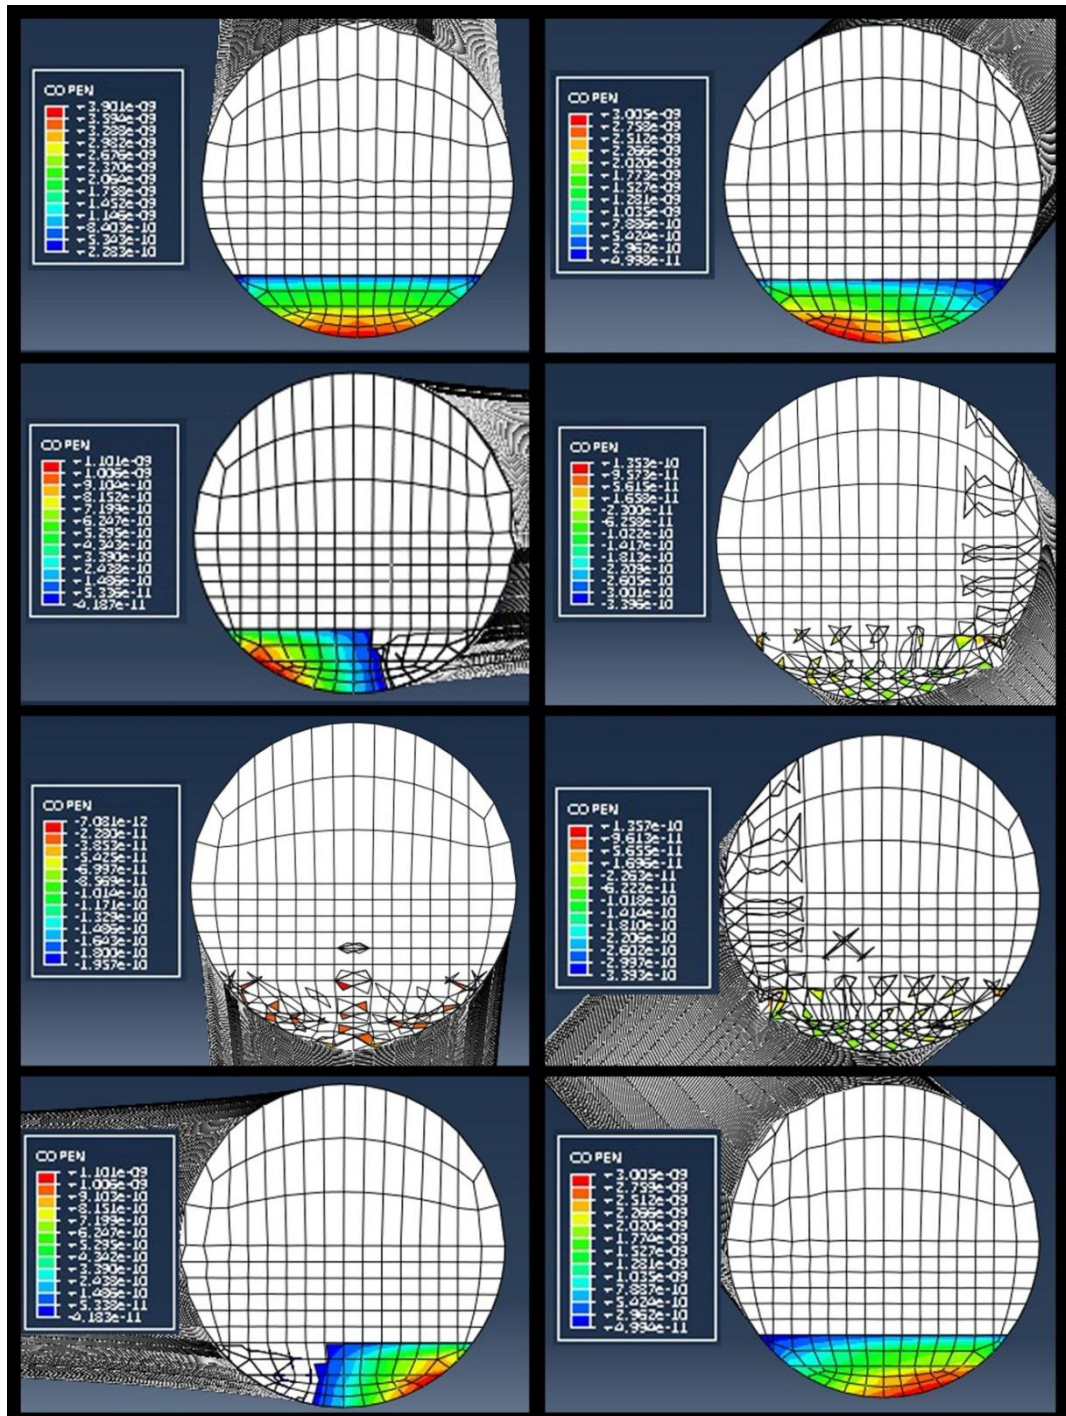 COPEN
+3.901e-09
+3.594e-09
+3.288e-09
+2.982e-09
+2.676e-09
+2.370e-09
+2.064e-09
+1.758e-09
+1.452e-09
+1.146e-09
+8.403e-10
+5.343e-10
+2.283e-10
COPEN
+3.005e-09
+2.758e-09
+2.512e-09
+2.266e-09
+2.020e-09
+1.773e-09
+1.527e-09
+1.281e-09
+1.035e-09
+7.886e-10
+5.424e-10
+2.962e-10
+4.998e-11
COPEN
+1.101e-09
+1.006e-09
+9.104e-10
+8.152e-10
+7.199e-10
+6.247e-10
+5.295e-10
+4.343e-10
+3.390e-10
+2.438e-10
+1.486e-10
+5.336e-11
-4.187e-11
COPEN
+1.353e-10
+9.573e-11
+5.615e-11
+1.658e-11
-2.300e-11
-6.258e-11
-1.022e-10
-1.417e-10
-1.813e-10
-2.209e-10
-2.605e-10
-3.001e-10
-3.396e-10
COPEN
-7.081e-12
-2.280e-11
-3.853e-11
-5.425e-11
-6.997e-11
-8.569e-11
-1.014e-10
-1.171e-10
-1.329e-10
-1.486e-10
-1.643e-10
-1.800e-10
-1.957e-10
COPEN
+1.357e-10
+9.613e-11
+5.655e-11
+1.696e-11
-2.263e-11
-6.222e-11
-1.018e-10
-1.414e-10
-1.810e-10
-2.206e-10
-2.602e-10
-2.997e-10
-3.393e-10
COPEN
+1.101e-09
+1.006e-09
+9.103e-10
+8.151e-10
+7.199e-10
+6.247e-10
+5.295e-10
+4.342e-10
+3.390e-10
+2.438e-10
+1.486e-10
+5.338e-11
-4.183e-11
COPEN
+3.005e-09
+2.759e-09
+2.512e-09
+2.266e-09
+2.020e-09
+1.774e-09
+1.527e-09
+1.281e-09
+1.035e-09
+7.887e-10
+5.424e-10
+2.962e-10
+4.994e-11